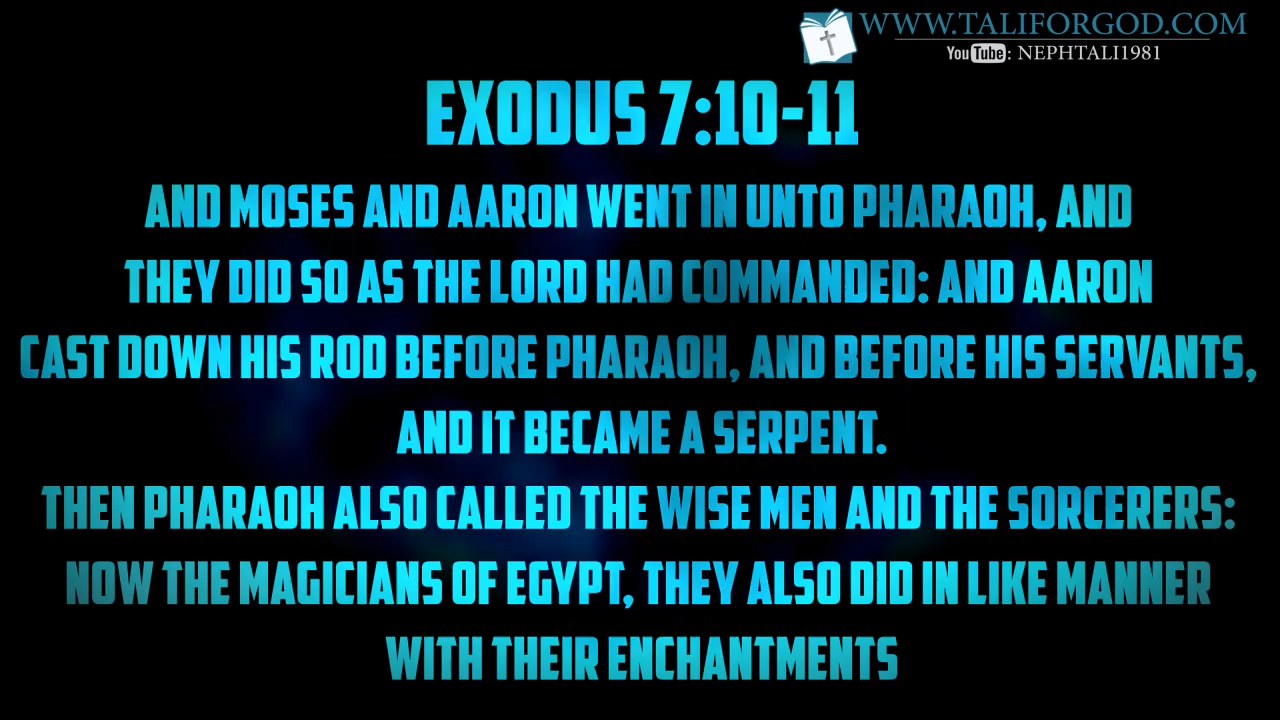 WWW.TALIFORGOD.COM
YouTube: NEPHTALI1981
EXODUS 7:10-11
AND MOSES AND AARON WENT IN UNTO PHARAOH, AND
THEY DID SO AS THE LORD HAD COMMANDED: AND AARON
CAST DOWN HIS ROD BEFORE PHARAOH, AND BEFORE HIS SERVANTS,
AND IT BECAME A SERPENT.
THEN PHARAOH ALSO CALLED THE WISE MEN AND THE SORCERERS:
NOW THE MAGICIANS OF EGYPT, THEY ALSO DID IN LIKE MANNER
WITH THEIR ENCHANTMENTS